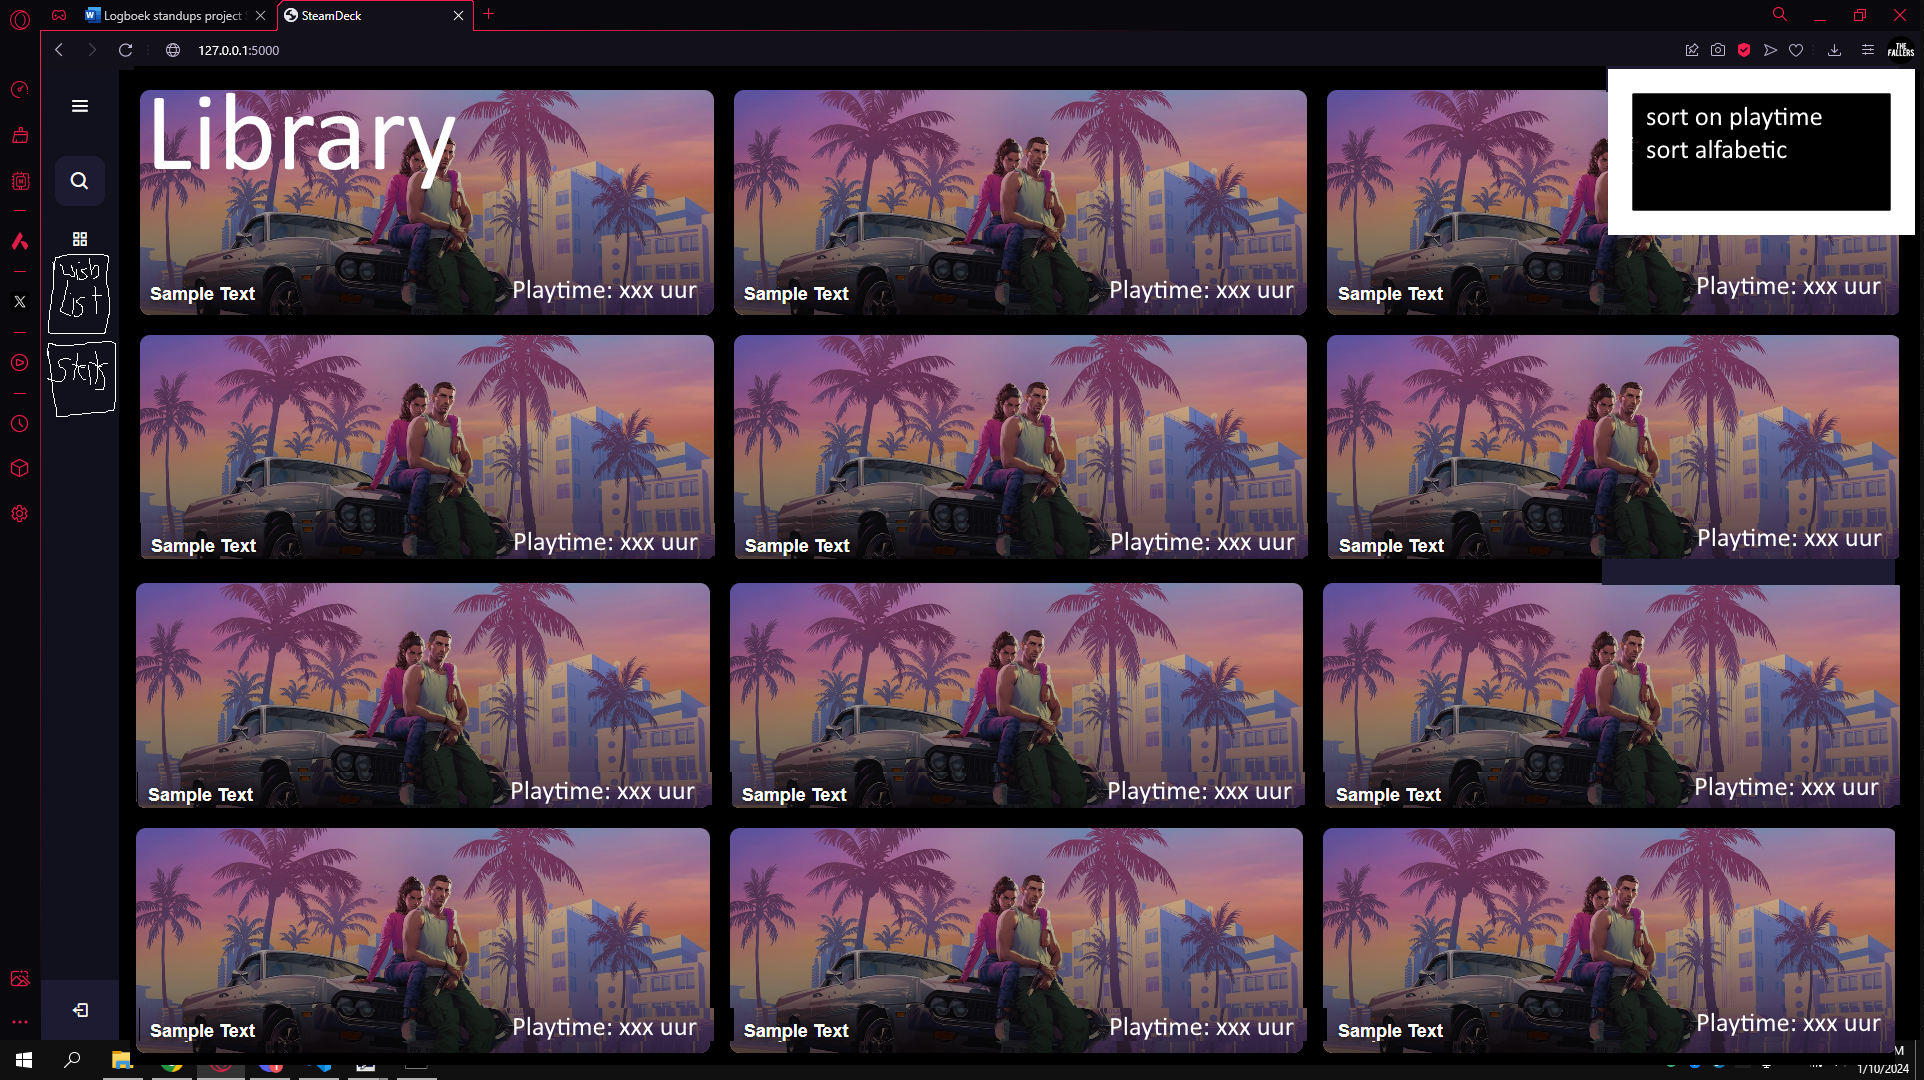 Logboek standups project
SteamDeck
127.0.0.1:5000
THE
FALLERS
Library
sort on playtime
sort alfabetic
wish
List
Sample Text
Playtime: xxx uur
Sample Text
Playtime: xxx uur
Sample Text
Playtime: xxx uur
Sample Text
Playtime: xxx uur
Sample Text
Playtime: xxx uur
Sample Text
Playtime: xxx uur
Sample Text
Playtime: xxx uur
Sample Text
Playtime: xxx uur
Sample Text
Playtime: xxx uur
Sample Text
Playtime: xxx uur
Sample Text
Playtime: xxx uur
Sample Text
Playtime: xxx uur
1/10/2024